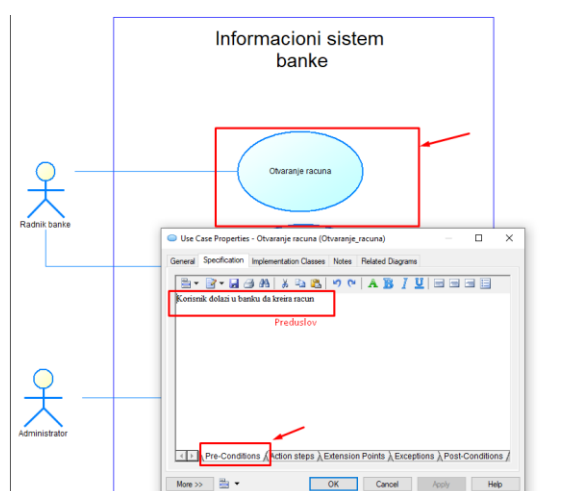 Informacioni sistem
banke
Otvaranje racuna
Radnik banke
Use Case Properties - Otvaranje racuna (Otvaranje_racuna)
General Specification Implementation Classes Notes Related Diagrams
A B I U
Korisnik dolazi u banku da kreira racun
Preduslov
Pre-Conditions Action steps Extension Points Exceptions Post-Conditions
Administrator
More >> OK Cancel Apply Help